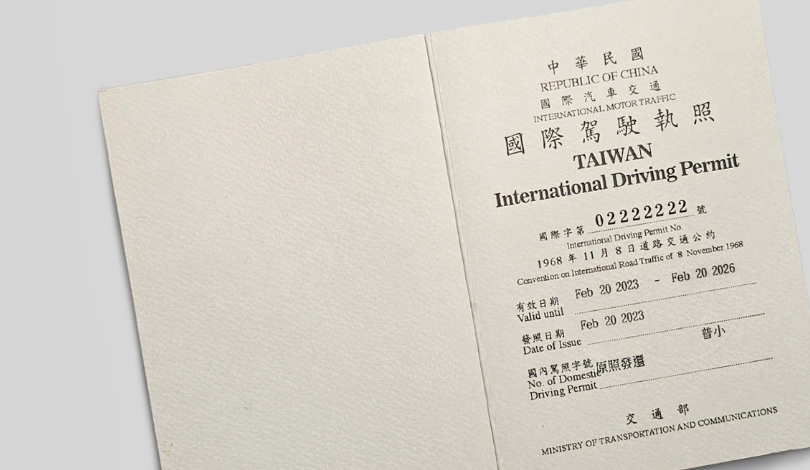 中華民國
REPUBLIC OF CHINA
國際汽車交通
INTERNATIONAL MOTOR TRAFFIC
國際駕駛執照
TAIWAN
International Driving Permit
國際字第 02222222 號
International Driving Permit No.
1968 年 11 月 8 日道路交通公約
Convention on International Road Traffic of 8 November 1968
有效日期 Feb 20 2023 - Feb 20 2026
Valid until
發照日期 Feb 20 2023
Date of Issue
普小
國內駕照字號 原照發還
No. of Domestic
Driving Permit
交通部
MINISTRY OF TRANSPORTATION AND COMMUNICATIONS